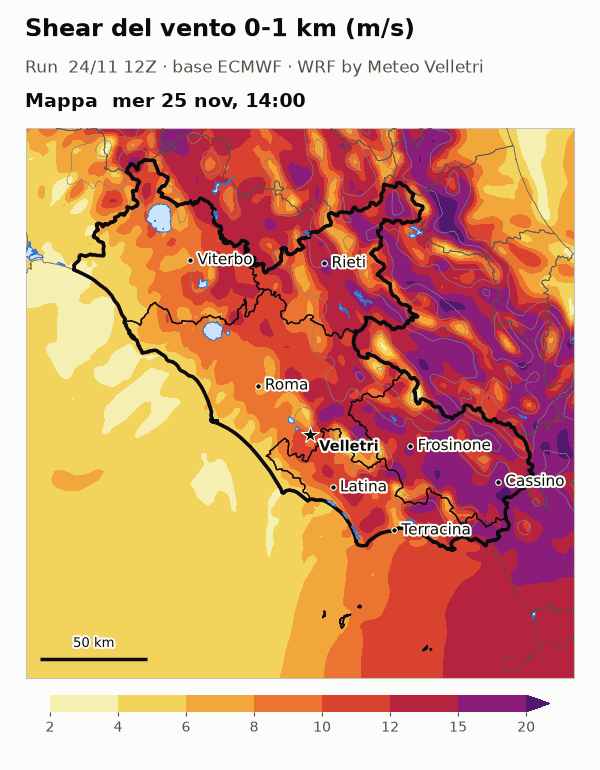 Shear del vento 0-1 km (m/s)
Run  24/11 12Z · base ECMWF · WRF by Meteo Velletri
Mappa  mer 25 nov, 14:00
Viterbo
Rieti
Roma
Velletri
Frosinone
Latina
Cassino
Terracina
50 km
2 4 6 8 10 12 15 20